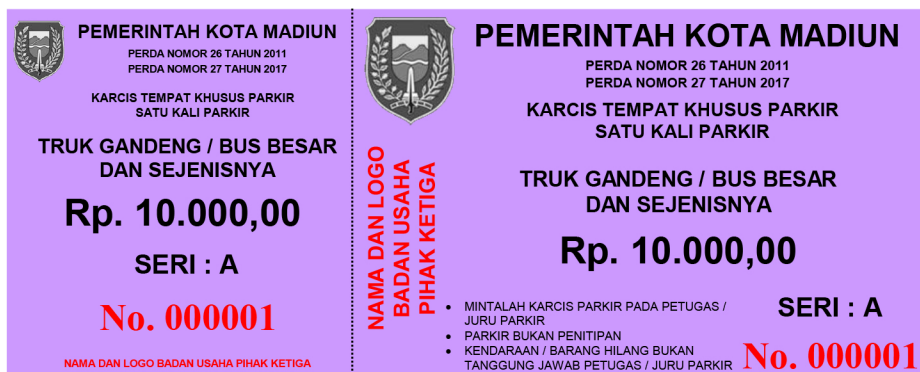 PEMERINTAH KOTA MADIUN
PERDA NOMOR 26 TAHUN 2011
PERDA NOMOR 27 TAHUN 2017
KARCIS TEMPAT KHUSUS PARKIR
SATU KALI PARKIR
TRUK GANDENG / BUS BESAR
DAN SEJENISNYA
Rp. 10.000,00
SERI : A
No. 000001
NAMA DAN LOGO BADAN USAHA PIHAK KETIGA
NAMA DAN LOGO
BADAN USAHA
PIHAK KETIGA
PEMERINTAH KOTA MADIUN
PERDA NOMOR 26 TAHUN 2011
PERDA NOMOR 27 TAHUN 2017
KARCIS TEMPAT KHUSUS PARKIR
SATU KALI PARKIR
TRUK GANDENG / BUS BESAR
DAN SEJENISNYA
Rp. 10.000,00
• MINTALAH KARCIS PARKIR PADA PETUGAS /
JURU PARKIR
• PARKIR BUKAN PENITIPAN
• KENDARAAN / BARANG HILANG BUKAN
TANGGUNG JAWAB PETUGAS / JURU PARKIR
SERI : A
No. 000001